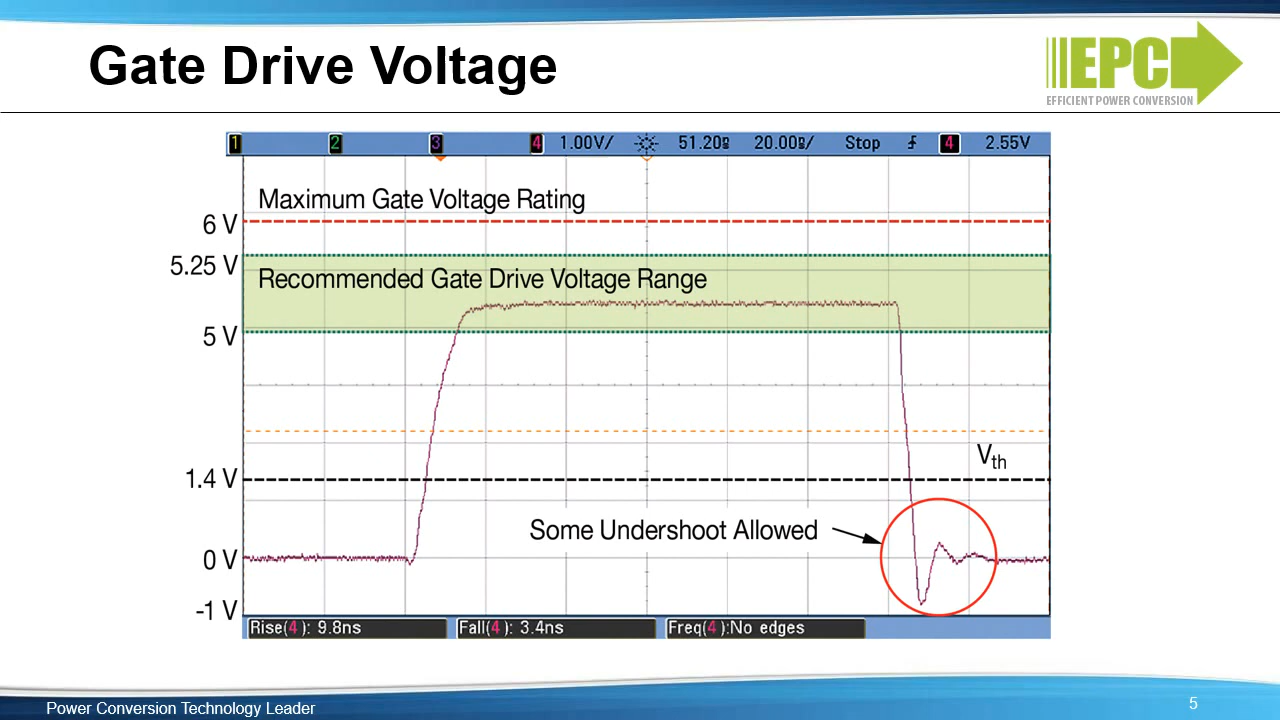 Gate Drive Voltage
EPC
EFFICIENT POWER CONVERSION
1 2 3 4 1.00V/ 51.20ns 20.00ns/ Stop 4 2.55V
Maximum Gate Voltage Rating
6 V
5.25 V
Recommended Gate Drive Voltage Range
5 V
Vth
1.4 V
Some Undershoot Allowed
0 V
-1 V
Rise(4): 9.8ns Fall(4): 3.4ns Freq(4):No edges
Power Conversion Technology Leader
5